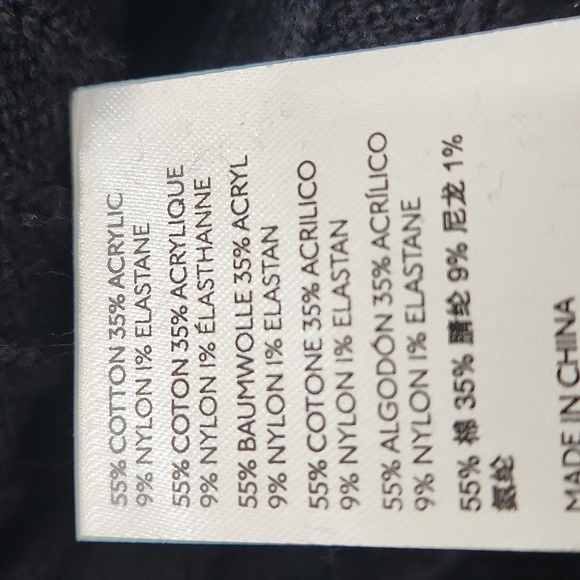 55% COTTON 35% ACRYLIC
9% NYLON 1% ELASTANE
55% COTON 35% ACRYLIQUE
9% NYLON 1% ÉLASTHANNE
55% BAUMWOLLE 35% ACRYL
9% NYLON 1% ELASTAN
55% COTONE 35% ACRILICO
9% NYLON 1% ELASTAN
55% ALGODÓN 35% ACRÍLICO
9% NYLON 1% ELASTANE
55% 棉 35% 腈纶 9% 尼龙 1%
氨纶
MADE IN CHINA